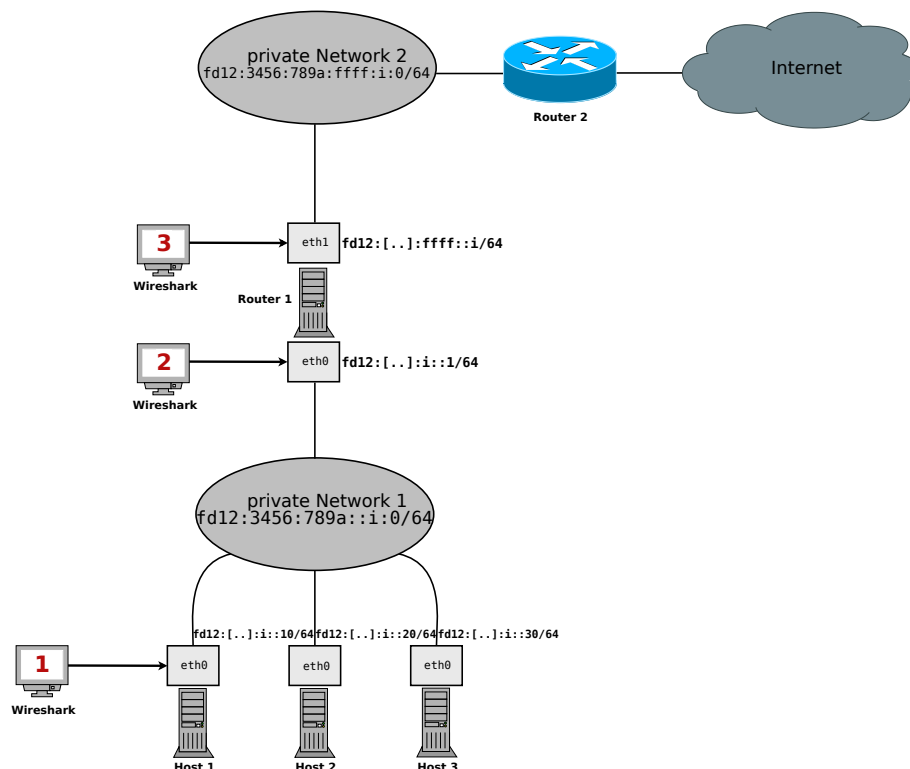 private Network 2
fd12:3456:789a:ffff:i:0/64
Internet
Router 2
3
Wireshark
eth1
fd12:[..]:ffff::i/64
Router 1
2
Wireshark
eth0
fd12:[..]:i::1/64
private Network 1
fd12:3456:789a::i:0/64
fd12:[..]:i::10/64
fd12:[..]:i::20/64
fd12:[..]:i::30/64
1
Wireshark
eth0
eth0
eth0
Host 1
Host 2
Host 3